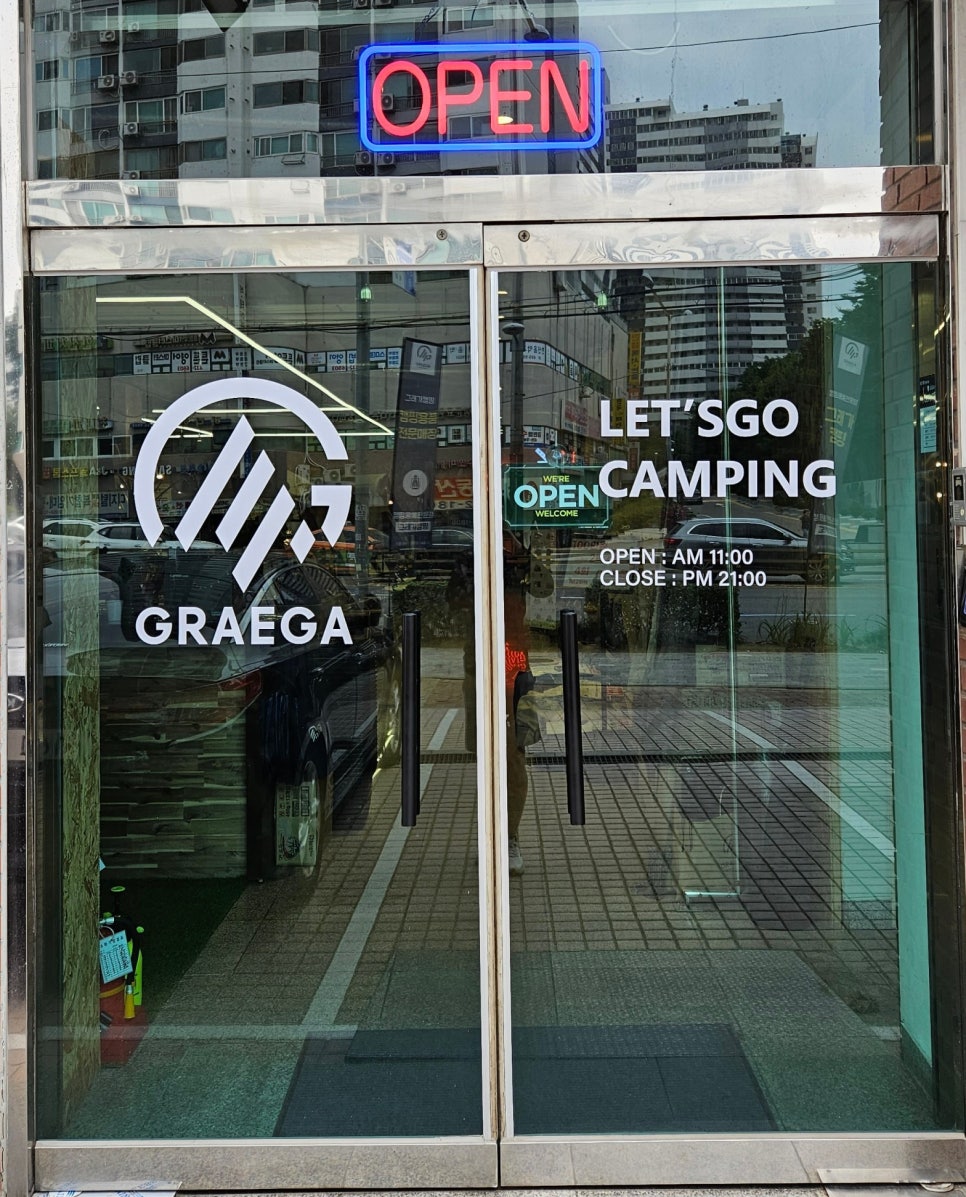 OPEN
GRAEGA
LET'SGO
CAMPING
WE'RE
OPEN
WELCOME
OPEN : AM 11:00
CLOSE : PM 21:00